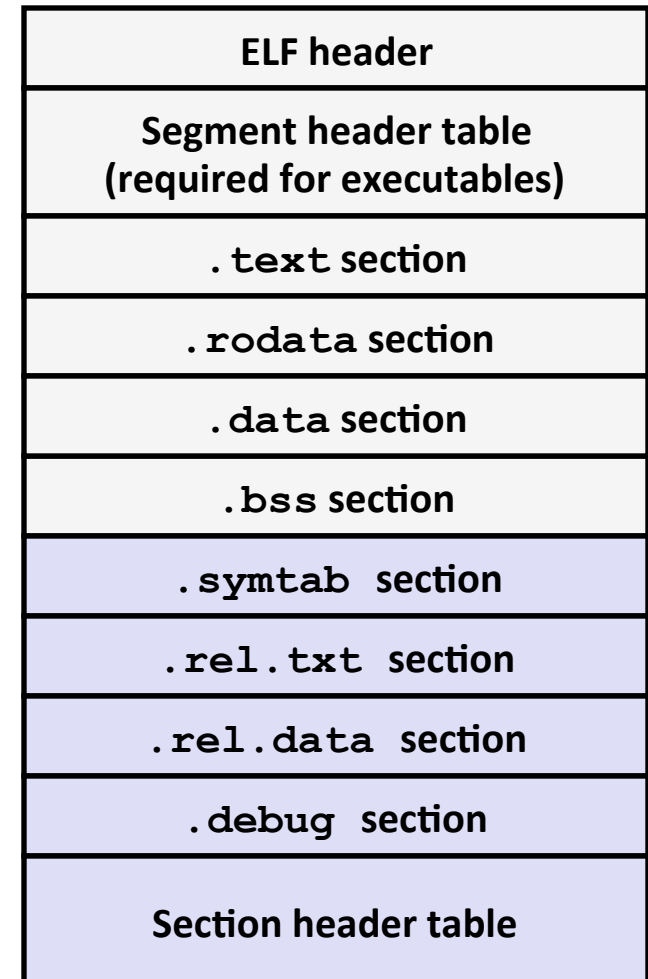 ELF header
Segment header table
(required for executables)
.text section
.rodata section
.data section
.bss section
.symtab section
.rel.txt section
.rel.data section
.debug section
Section header table